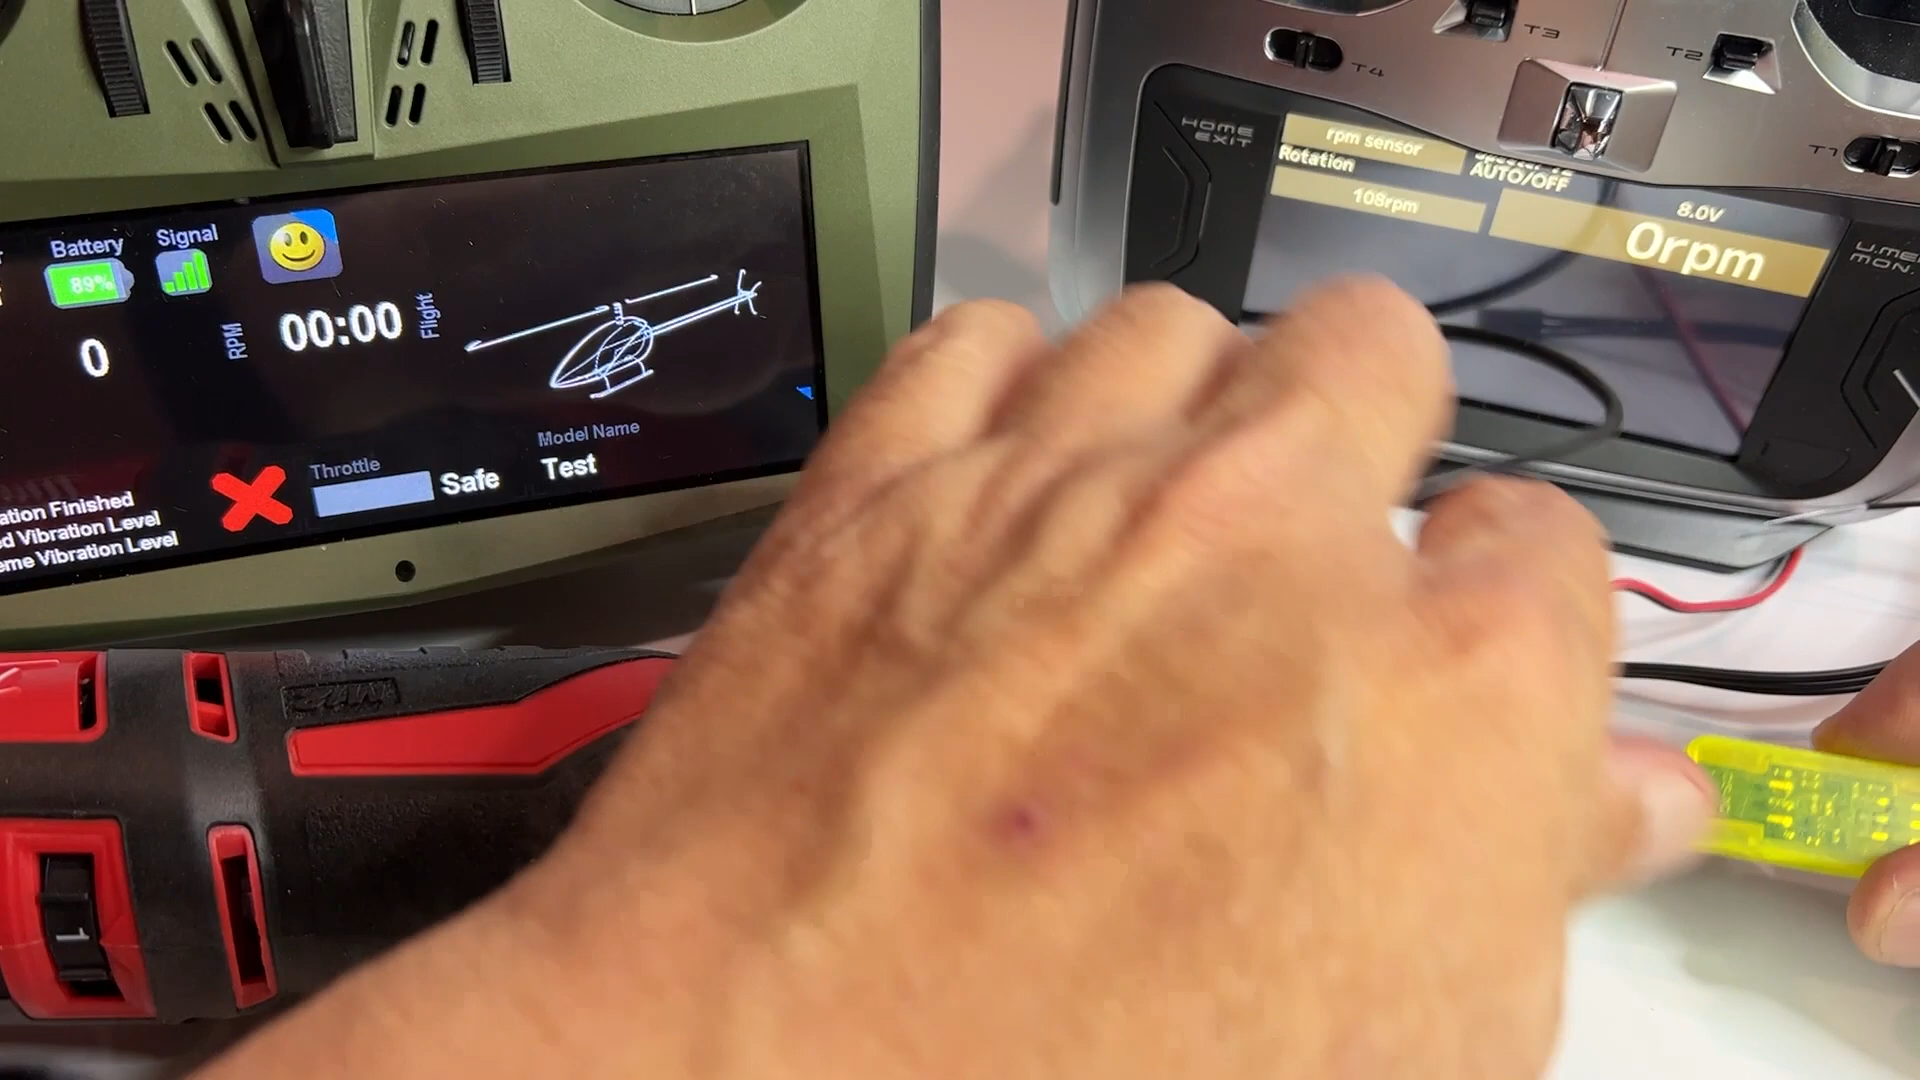 Battery
Signal
89%
0
RPM
00:00
Flight
Model Name
Test
Throttle
Safe
ation Finished
d Vibration Level
eme Vibration Level
1
T3
T2
T4
T1
HOME
EXIT
rpm sensor
Rotation
AUTO/OFF
108rpm
8.0V
0rpm
MON.